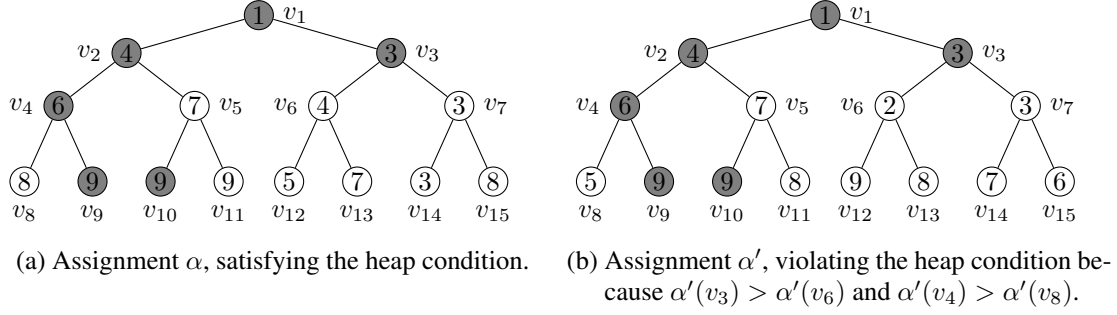 1 v₁ 1 v₁
v₂ 4 3 v₃ v₂ 4 3 v₃
v₄ 6 7 v₅ v₆ 4 3 v₇ v₄ 6 7 v₅ v₆ 2 3 v₇
8 9 9 9 5 7 3 8 5 9 9 8 9 8 7 6
v₈ v₉ v₁₀ v₁₁ v₁₂ v₁₃ v₁₄ v₁₅ v₈ v₉ v₁₀ v₁₁ v₁₂ v₁₃ v₁₄ v₁₅
(a) Assignment α, satisfying the heap condition.
(b) Assignment α′, violating the heap condition be-
cause α′(v₃) > α′(v₆) and α′(v₄) > α′(v₈).